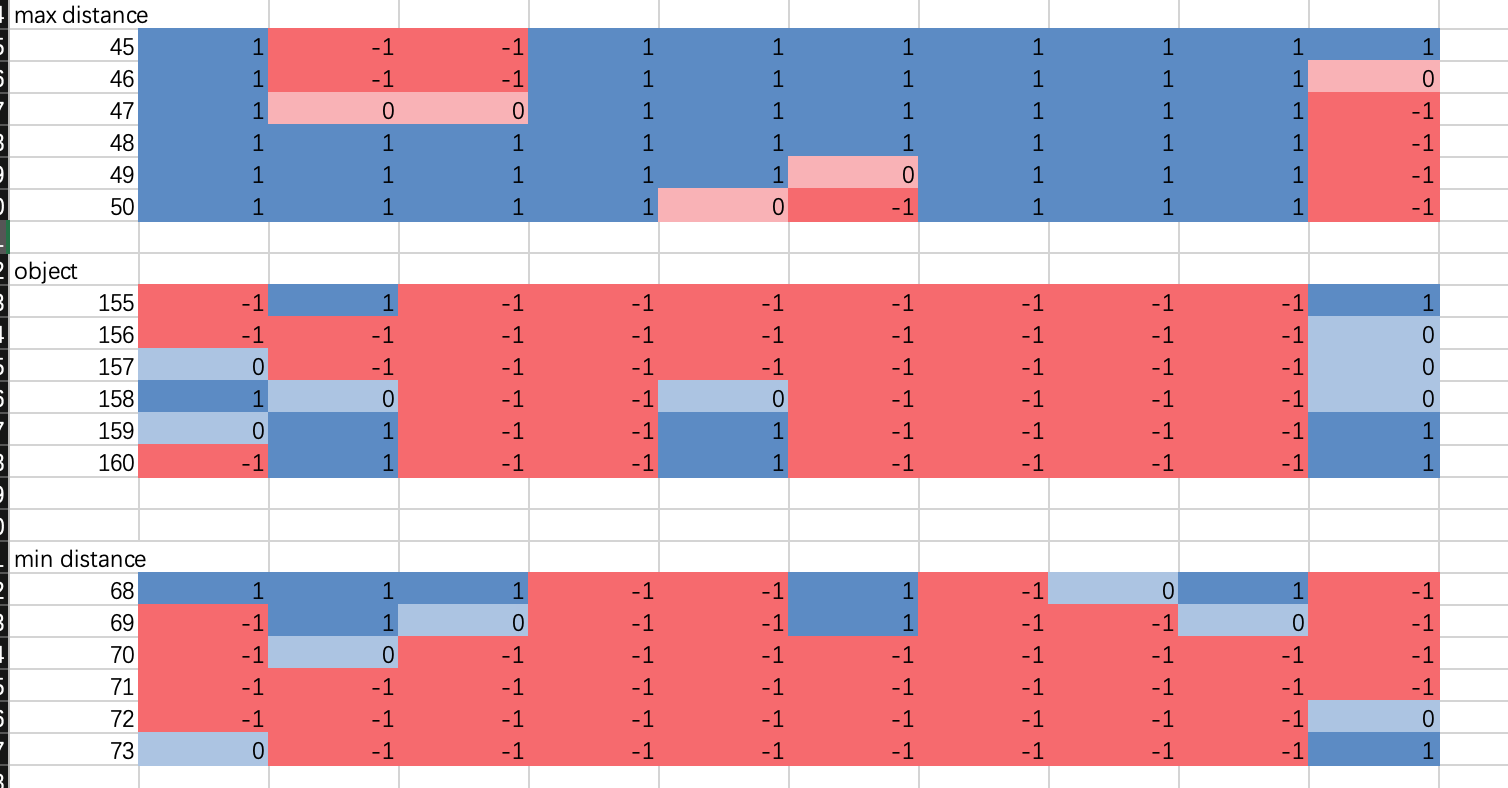 max distance
45 1 -1 -1 1 1 1 1 1 1 1
46 1 -1 -1 1 1 1 1 1 1 0
47 1 0 0 1 1 1 1 1 1 -1
48 1 1 1 1 1 1 1 1 1 -1
49 1 1 1 1 1 0 1 1 1 -1
50 1 1 1 1 0 -1 1 1 1 -1
object
155 -1 1 -1 -1 -1 -1 -1 -1 -1 1
156 -1 -1 -1 -1 -1 -1 -1 -1 -1 0
157 0 -1 -1 -1 -1 -1 -1 -1 -1 0
158 1 0 -1 -1 0 -1 -1 -1 -1 0
159 0 1 -1 -1 1 -1 -1 -1 -1 1
160 -1 1 -1 -1 1 -1 -1 -1 -1 1
min distance
68 1 1 1 -1 -1 1 -1 0 1 -1
69 -1 1 0 -1 -1 1 -1 -1 0 -1
70 -1 0 -1 -1 -1 -1 -1 -1 -1 -1
71 -1 -1 -1 -1 -1 -1 -1 -1 -1 -1
72 -1 -1 -1 -1 -1 -1 -1 -1 -1 0
73 0 -1 -1 -1 -1 -1 -1 -1 -1 1